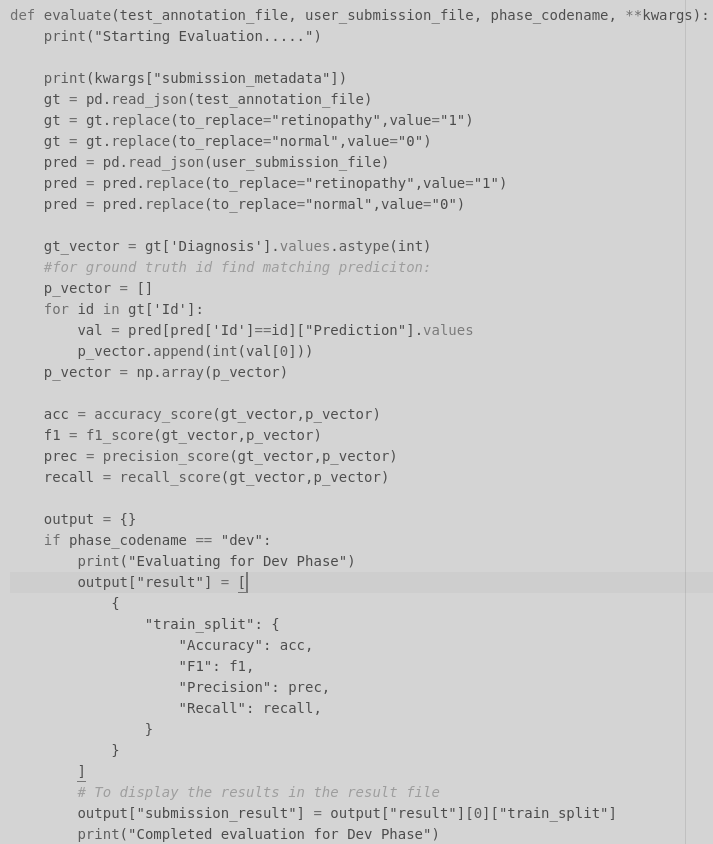 def evaluate(test_annotation_file, user_submission_file, phase_codename, **kwargs):
    print("Starting Evaluation.....")

    print(kwargs["submission_metadata"])
    gt = pd.read_json(test_annotation_file)
    gt = gt.replace(to_replace="retinopathy",value="1")
    gt = gt.replace(to_replace="normal",value="0")
    pred = pd.read_json(user_submission_file)
    pred = pred.replace(to_replace="retinopathy",value="1")
    pred = pred.replace(to_replace="normal",value="0")

    gt_vector = gt['Diagnosis'].values.astype(int)
    #for ground truth id find matching prediciton:
    p_vector = []
    for id in gt['Id']:
        val = pred[pred['Id']==id]["Prediction"].values
        p_vector.append(int(val[0]))
    p_vector = np.array(p_vector)

    acc = accuracy_score(gt_vector,p_vector)
    f1 = f1_score(gt_vector,p_vector)
    prec = precision_score(gt_vector,p_vector)
    recall = recall_score(gt_vector,p_vector)

    output = {}
    if phase_codename == "dev":
        print("Evaluating for Dev Phase")
        output["result"] = [
            {
                "train_split": {
                    "Accuracy": acc,
                    "F1": f1,
                    "Precision": prec,
                    "Recall": recall,
                }
            }
        ]
        # To display the results in the result file
        output["submission_result"] = output["result"][0]["train_split"]
        print("Completed evaluation for Dev Phase")